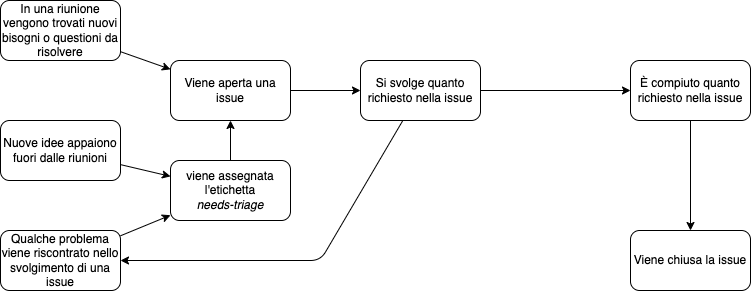 In una riunione
vengono trovati nuovi
bisogni o questioni da
risolvere
Viene aperta una
issue
Si svolge quanto
richiesto nella issue
È compiuto quanto
richiesto nella issue
Nuove idee appaiono
fuori dalle riunioni
viene assegnata
l'etichetta
needs-triage
Qualche problema
viene riscontrato nello
svolgimento di una
issue
Viene chiusa la issue